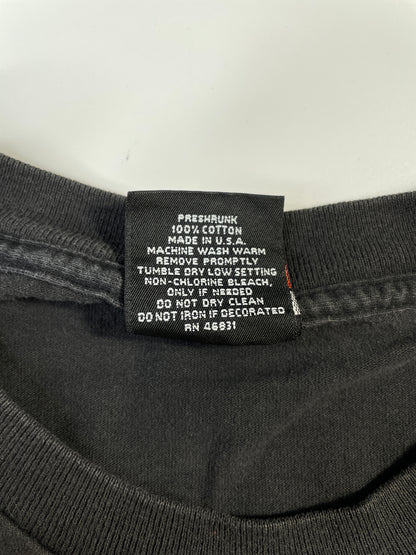 PRESHRUNK
100% COTTON
MADE IN U.S.A.
MACHINE WASH WARM
REMOVE PROMPTLY
TUMBLE DRY LOW SETTING
NON-CHLORINE BLEACH,
ONLY IF NEEDED
DO NOT DRY CLEAN
DO NOT IRON IF DECORATED
RN 46931